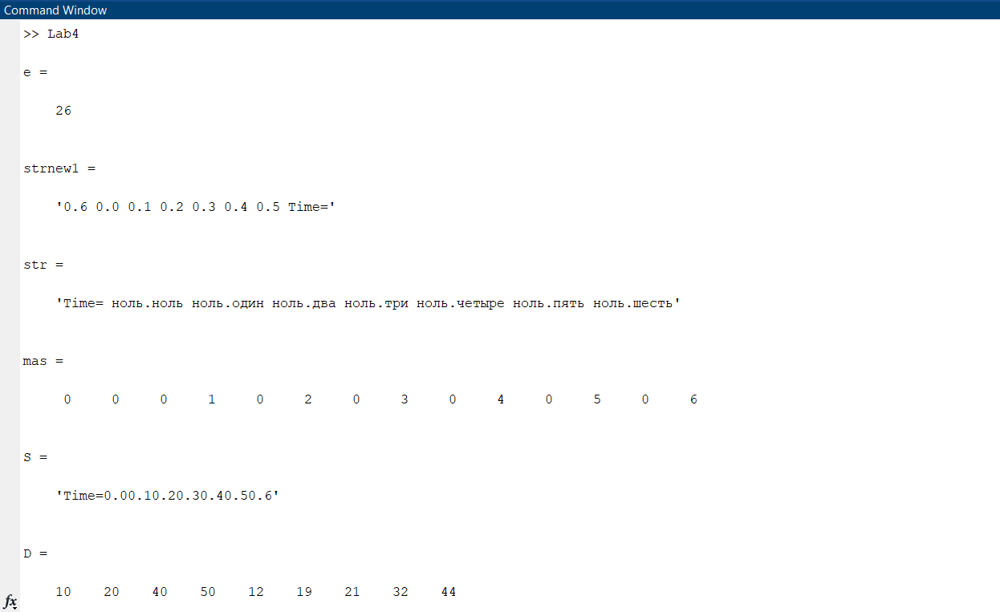 Command Window
>> Lab4
e =
26
strnew1 =
'0.6 0.0 0.1 0.2 0.3 0.4 0.5 Time='
str =
'Time= ноль.ноль ноль.один ноль.два ноль.три ноль.четыре ноль.пять ноль.шесть'
mas =
0 0 0 1 0 2 0 3 0 4 0 5 0 6
S =
'Time=0.00.10.20.30.40.50.6'
D =
10 20 40 50 12 19 21 32 44
fx